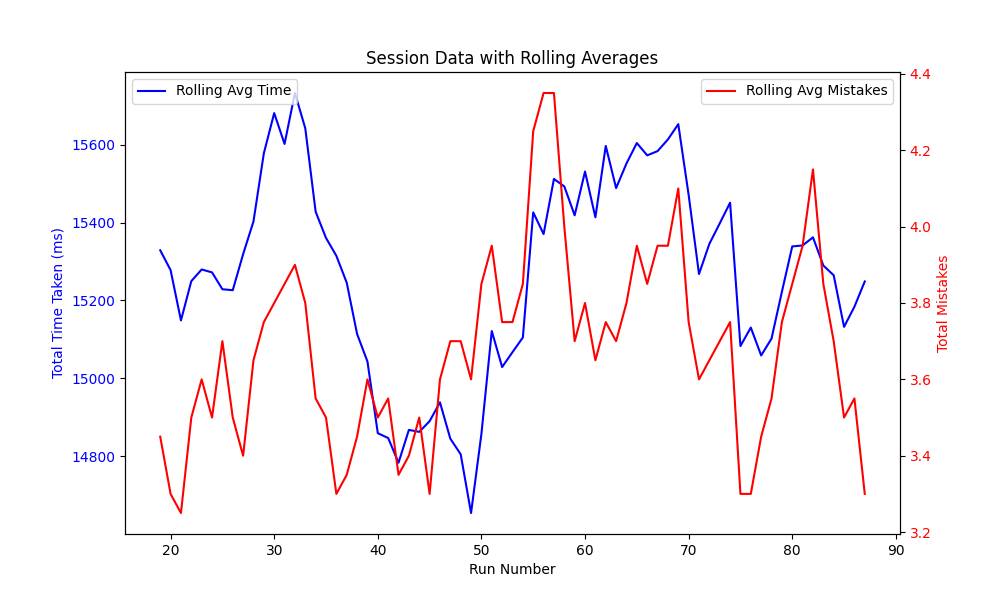 Session Data with Rolling Averages
Rolling Avg Time
Rolling Avg Mistakes
Total Time Taken (ms)
15600
15400
15200
15000
14800
4.4
4.2
4.0
3.8
3.6
3.4
3.2
Total Mistakes
20 30 40 50 60 70 80 90
Run Number